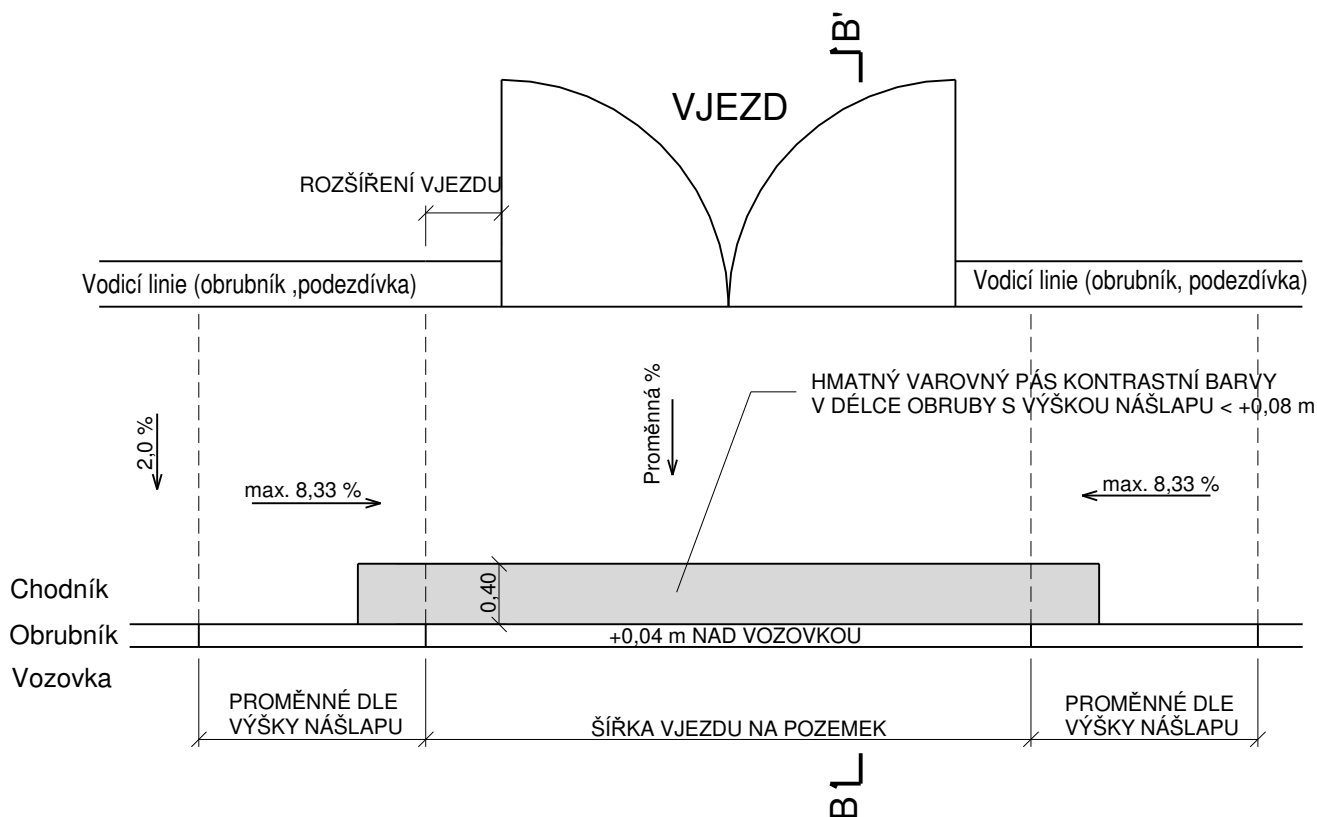 B'
VJEZD
ROZŠÍŘENÍ VJEZDU
Vodicí linie (obrubník ,podezdívka)
Vodicí linie (obrubník, podezdívka)
HMATNÝ VAROVNÝ PÁS KONTRASTNÍ BARVY
V DÉLCE OBRUBY S VÝŠKOU NÁŠLAPU < +0,08 m
2,0 %
Proměnná %
max. 8,33 %
max. 8,33 %
Chodník
0,40
Obrubník
+0,04 m NAD VOZOVKOU
Vozovka
PROMĚNNÉ DLE
VÝŠKY NÁŠLAPU
ŠÍŘKA VJEZDU NA POZEMEK
PROMĚNNÉ DLE
VÝŠKY NÁŠLAPU
B